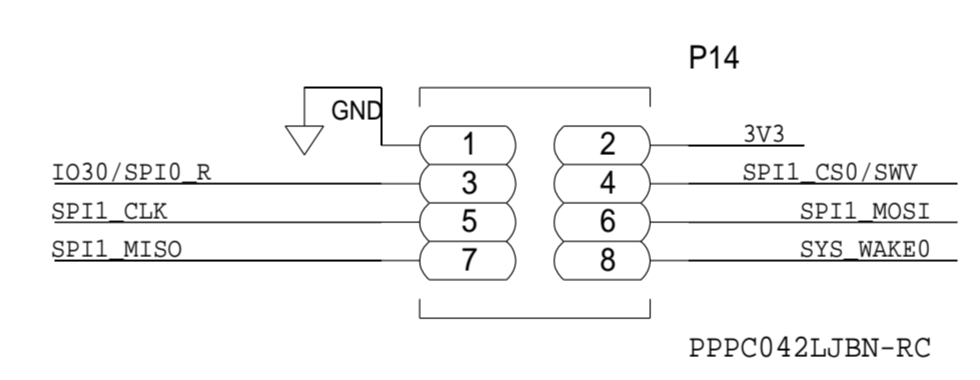 P14
GND
1 2 3V3
IO30/SPI0_R 3 4 SPI1_CS0/SWV
SPI1_CLK 5 6 SPI1_MOSI
SPI1_MISO 7 8 SYS_WAKE0
PPPC042LJBN-RC